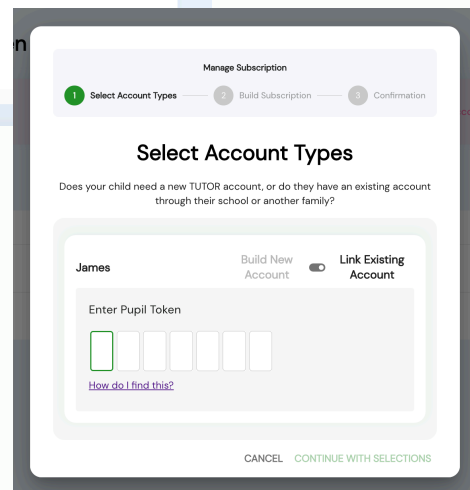 en
Manage Subscription
1 Select Account Types 2 Build Subscription 3 Confirmation
Select Account Types
Does your child need a new TUTOR account, or do they have an existing account
through their school or another family?
James
Build New
Account
Link Existing
Account
Enter Pupil Token
How do I find this?
CANCEL CONTINUE WITH SELECTIONS